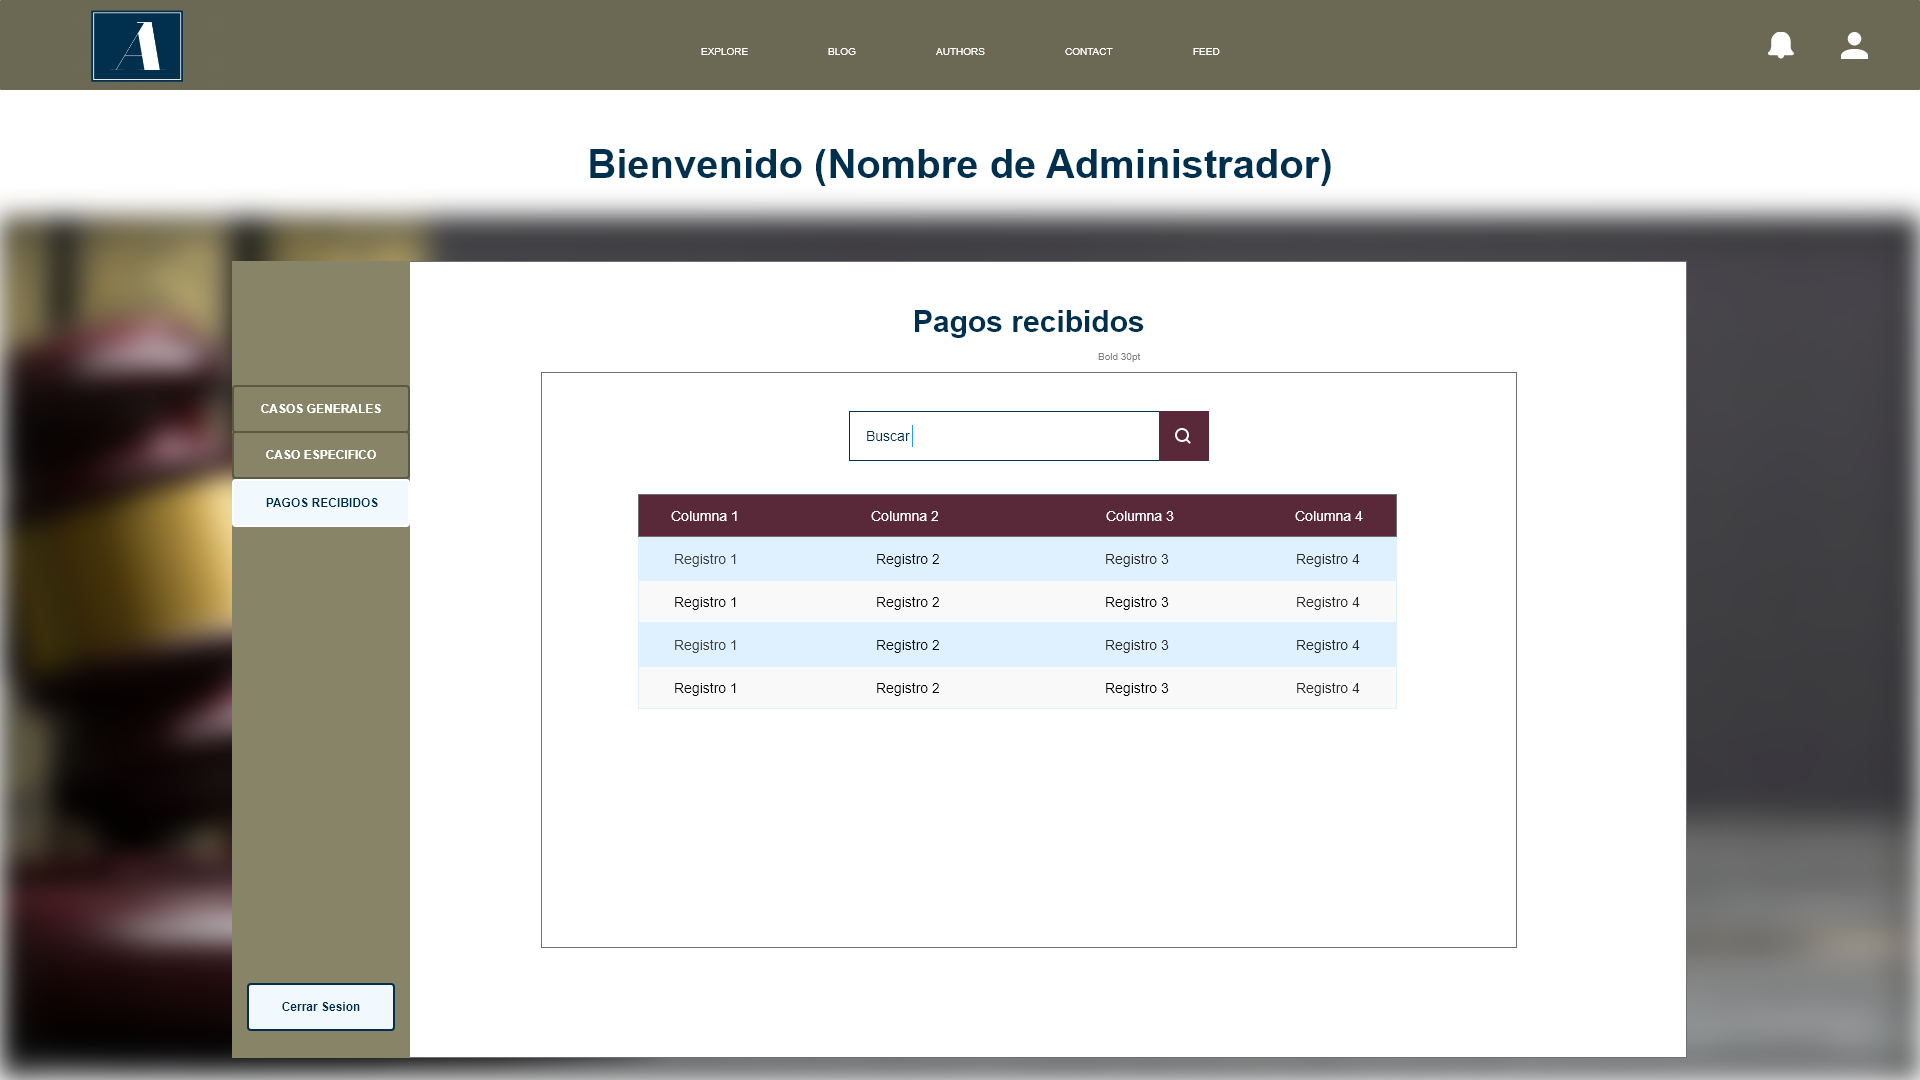 A
EXPLORE BLOG AUTHORS CONTACT FEED
Bienvenido (Nombre de Administrador)
CASOS GENERALES
CASO ESPECIFICO
PAGOS RECIBIDOS
Cerrar Sesion
Pagos recibidos
Bold 30pt
Buscar
Columna 1 Columna 2 Columna 3 Columna 4
Registro 1 Registro 2 Registro 3 Registro 4
Registro 1 Registro 2 Registro 3 Registro 4
Registro 1 Registro 2 Registro 3 Registro 4
Registro 1 Registro 2 Registro 3 Registro 4